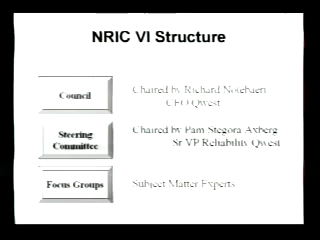 NRIC VI Structure
Council
Chaired by Richard Notebaert
CEO Qwest
Steering
Committee
Chaired by Pam Stegora Axberg
Sr VP Reliability Qwest
Focus Groups
Subject Matter Experts